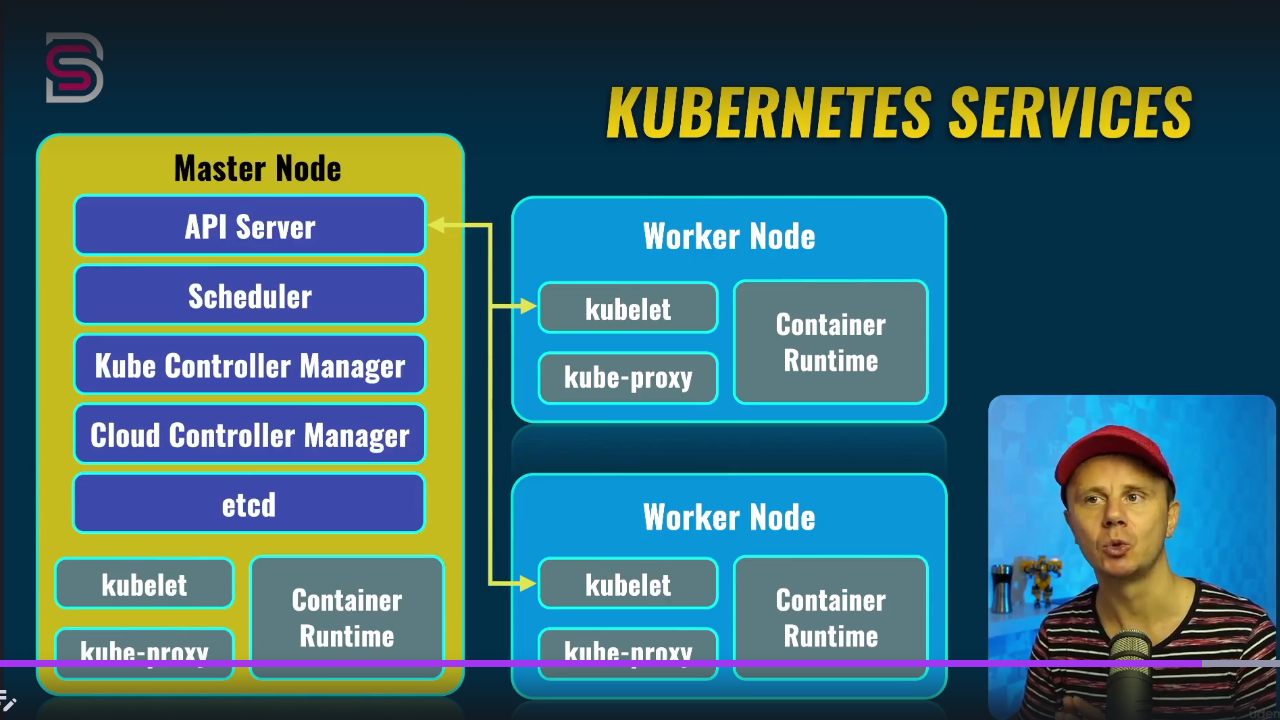 KUBERNETES SERVICES
Master Node
API Server
Scheduler
Kube Controller Manager
Cloud Controller Manager
etcd
kubelet
kube-proxy
Container
Runtime
Worker Node
kubelet
kube-proxy
Container
Runtime
Worker Node
kubelet
kube-proxy
Container
Runtime